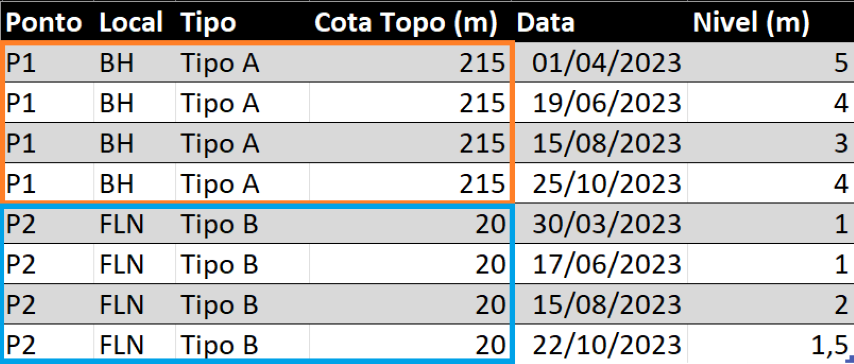 Ponto Local Tipo Cota Topo (m) Data Nivel (m)
P1 BH Tipo A 215 01/04/2023 5
P1 BH Tipo A 215 19/06/2023 4
P1 BH Tipo A 215 15/08/2023 3
P1 BH Tipo A 215 25/10/2023 4
P2 FLN Tipo B 20 30/03/2023 1
P2 FLN Tipo B 20 17/06/2023 1
P2 FLN Tipo B 20 15/08/2023 2
P2 FLN Tipo B 20 22/10/2023 1,5